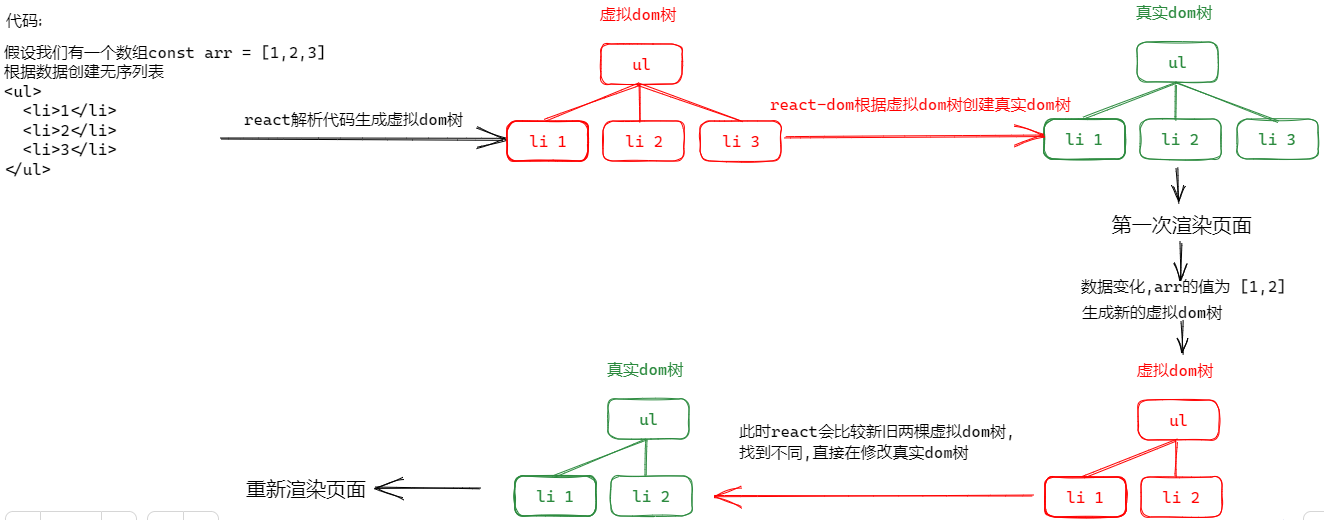 代码:
假设我们有一个数组const arr = [1,2,3]
根据数据创建无序列表
<ul>
<li>1</li>
<li>2</li>
<li>3</li>
</ul>
react解析代码生成虚拟dom树
虚拟dom树
ul
li 1
li 2
li 3
react-dom根据虚拟dom树创建真实dom树
真实dom树
ul
li 1
li 2
li 3
第一次渲染页面
数据变化,arr的值为 [1,2]
生成新的虚拟dom树
虚拟dom树
ul
li 1
li 2
此时react会比较新旧两棵虚拟dom树,
找到不同,直接在修改真实dom树
真实dom树
ul
li 1
li 2
重新渲染页面